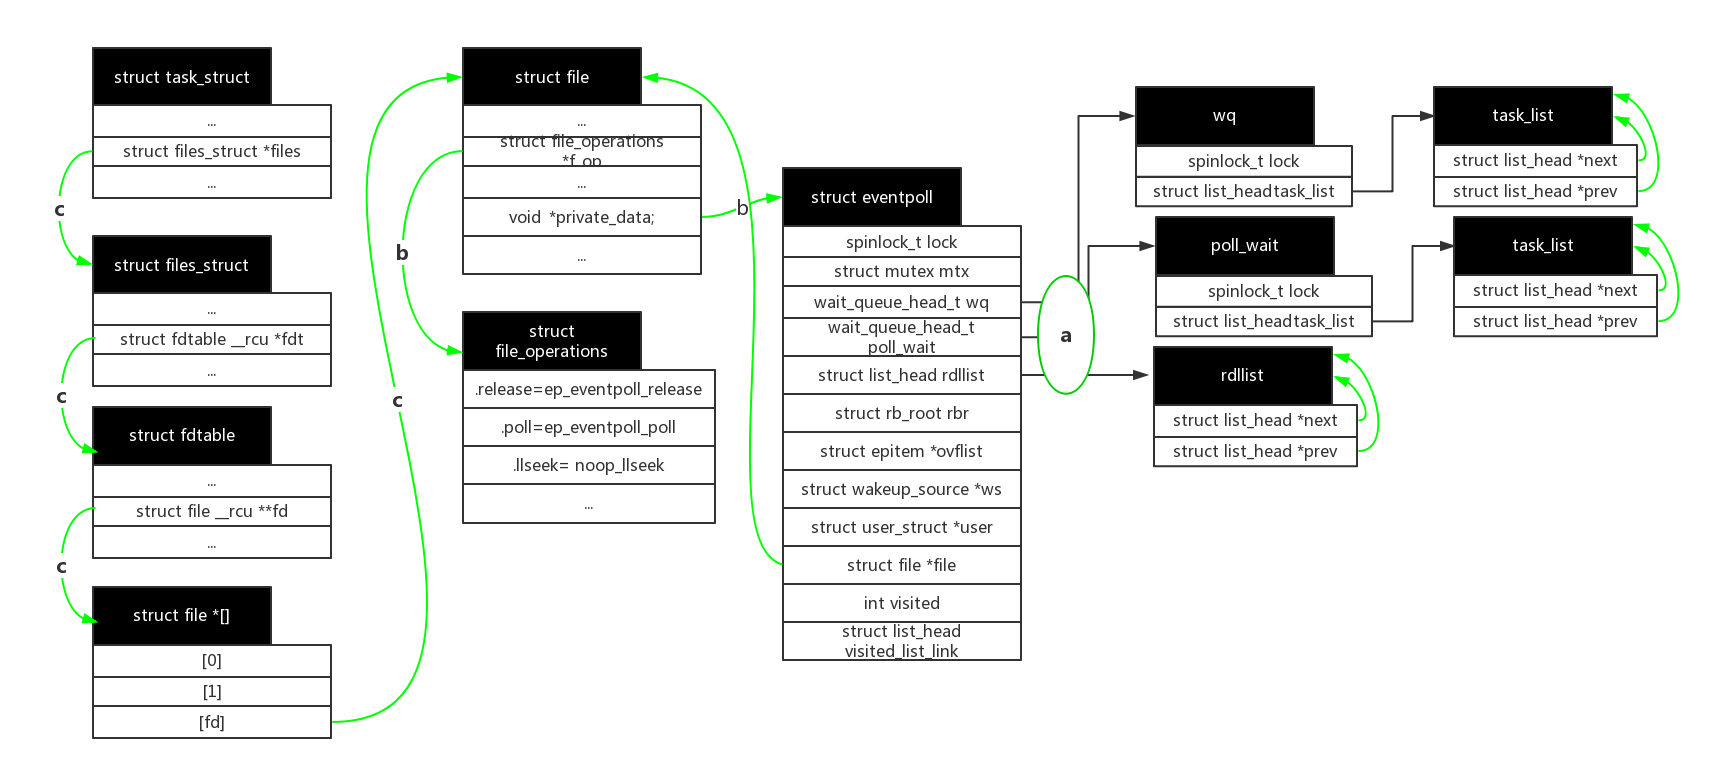 struct task_struct
...
struct files_struct *files
...
c
struct files_struct
...
struct fdtable __rcu *fdt
...
c
struct fdtable
...
struct file __rcu **fd
...
c
struct file *[]
[0]
[1]
[fd]
c
struct file
...
struct file_operations
*f_op
...
void *private_data;
...
b
b
struct
file_operations
.release=ep_eventpoll_release
.poll=ep_eventpoll_poll
.llseek= noop_llseek
...
struct eventpoll
spinlock_t lock
struct mutex mtx
wait_queue_head_t wq
wait_queue_head_t
poll_wait
struct list_head rdllist
struct rb_root rbr
struct epitem *ovflist
struct wakeup_source *ws
struct user_struct *user
struct file *file
int visited
struct list_head
visited_list_link
a
wq
spinlock_t lock
struct list_headtask_list
task_list
struct list_head *next
struct list_head *prev
poll_wait
spinlock_t lock
struct list_headtask_list
task_list
struct list_head *next
struct list_head *prev
rdllist
struct list_head *next
struct list_head *prev